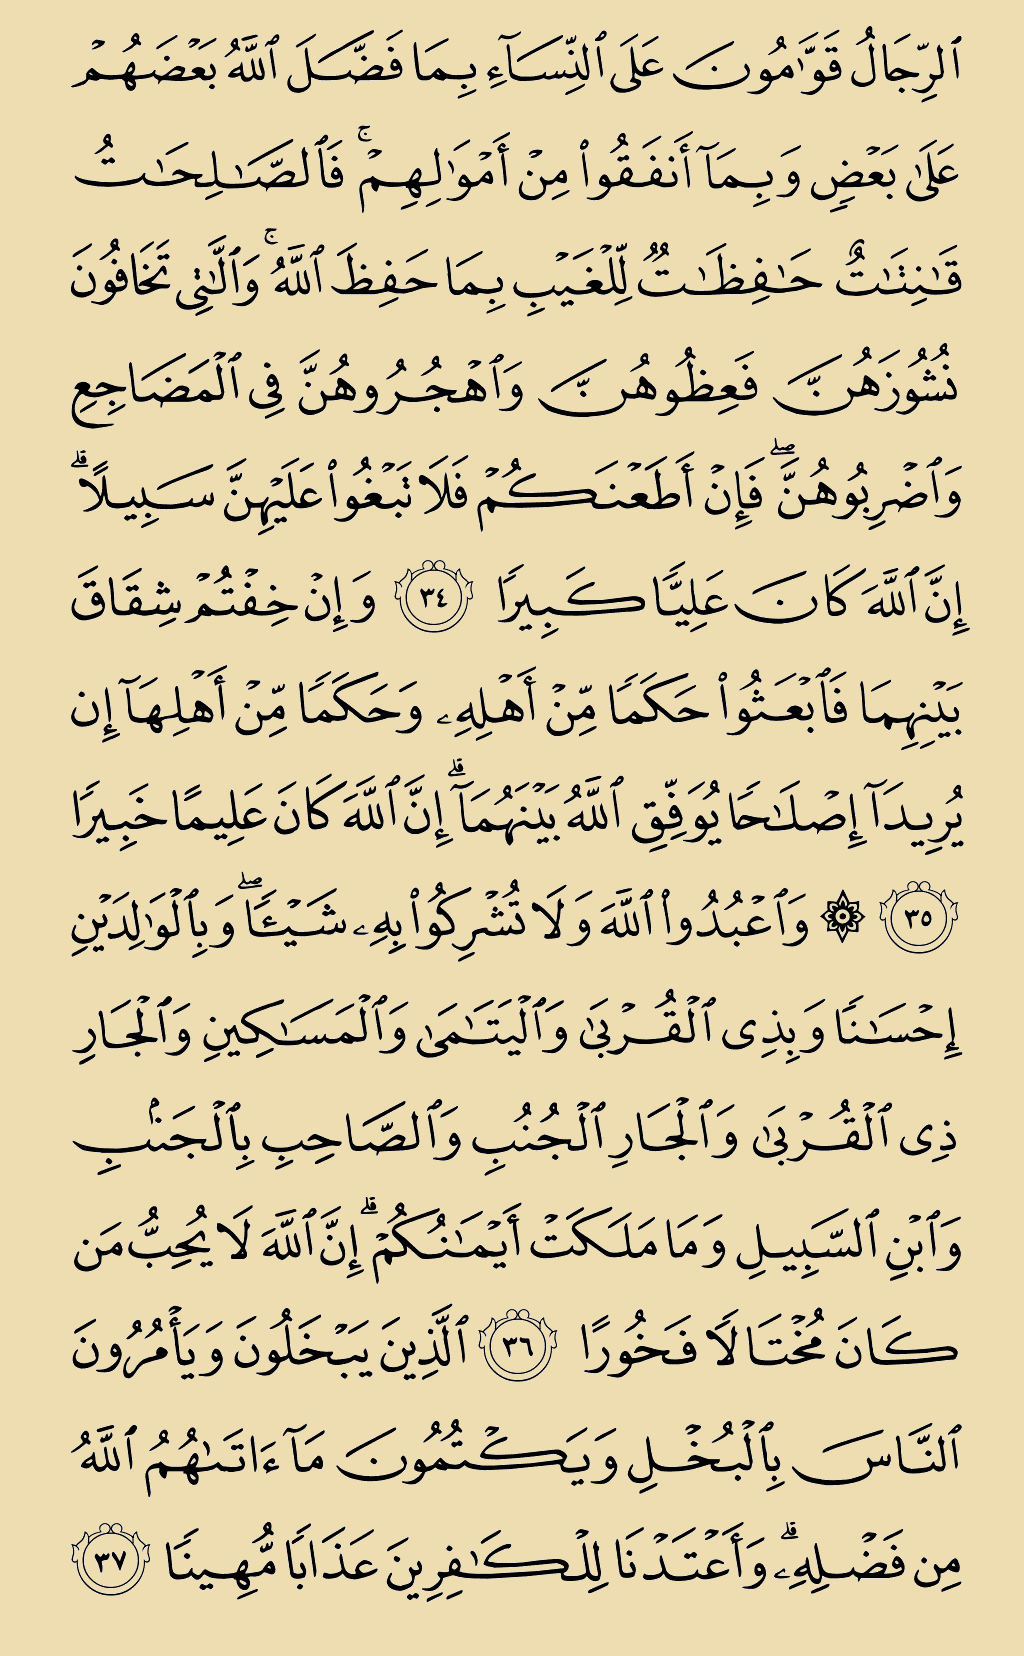 ٱلرِّجَالُ قَوَّٰمُونَ عَلَى ٱلنِّسَآءِ بِمَا فَضَّلَ ٱللَّهُ بَعْضَهُمْ
عَلَىٰ بَعْضٍ وَبِمَآ أَنفَقُوا۟ مِنْ أَمْوَٰلِهِمْ ۚ فَٱلصَّـٰلِحَـٰتُ
قَـٰنِتَـٰتٌ حَـٰفِظَـٰتٌ لِّلْغَيْبِ بِمَا حَفِظَ ٱللَّهُ ۚ وَٱلَّـٰتِى تَخَافُونَ
نُشُوزَهُنَّ فَعِظُوهُنَّ وَٱهْجُرُوهُنَّ فِى ٱلْمَضَاجِعِ
وَٱضْرِبُوهُنَّ ۖ فَإِنْ أَطَعْنَكُمْ فَلَا تَبْغُوا۟ عَلَيْهِنَّ سَبِيلًا ۗ
إِنَّ ٱللَّهَ كَانَ عَلِيًّا كَبِيرًا ٣٤ وَإِنْ خِفْتُمْ شِقَاقَ
بَيْنِهِمَا فَٱبْعَثُوا۟ حَكَمًا مِّنْ أَهْلِهِۦ وَحَكَمًا مِّنْ أَهْلِهَآ إِن
يُرِيدَآ إِصْلَـٰحًا يُوَفِّقِ ٱللَّهُ بَيْنَهُمَآ ۗ إِنَّ ٱللَّهَ كَانَ عَلِيمًا خَبِيرًا
٣٥ ۞ وَٱعْبُدُوا۟ ٱللَّهَ وَلَا تُشْرِكُوا۟ بِهِۦ شَيْـًٔا ۖ وَبِٱلْوَٰلِدَيْنِ
إِحْسَـٰنًا وَبِذِى ٱلْقُرْبَىٰ وَٱلْيَتَـٰمَىٰ وَٱلْمَسَـٰكِينِ وَٱلْجَارِ
ذِى ٱلْقُرْبَىٰ وَٱلْجَارِ ٱلْجُنُبِ وَٱلصَّاحِبِ بِٱلْجَنۢبِ
وَٱبْنِ ٱلسَّبِيلِ وَمَا مَلَكَتْ أَيْمَـٰنُكُمْ ۗ إِنَّ ٱللَّهَ لَا يُحِبُّ مَن
كَانَ مُخْتَالًا فَخُورًا ٣٦ ٱلَّذِينَ يَبْخَلُونَ وَيَأْمُرُونَ
ٱلنَّاسَ بِٱلْبُخْلِ وَيَكْتُمُونَ مَآ ءَاتَىٰهُمُ ٱللَّهُ
مِن فَضْلِهِۦ ۗ وَأَعْتَدْنَا لِلْكَـٰفِرِينَ عَذَابًا مُّهِينًا ٣٧